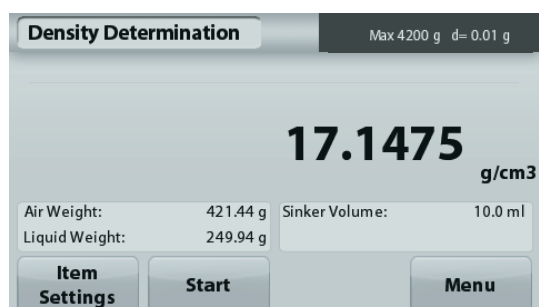 Density Determination
Max 4200 g d= 0.01 g
17.1475
g/cm3
Air Weight: 421.44 g
Liquid Weight: 249.94 g
Sinker Volume: 10.0 ml
Item Settings
Start
Menu